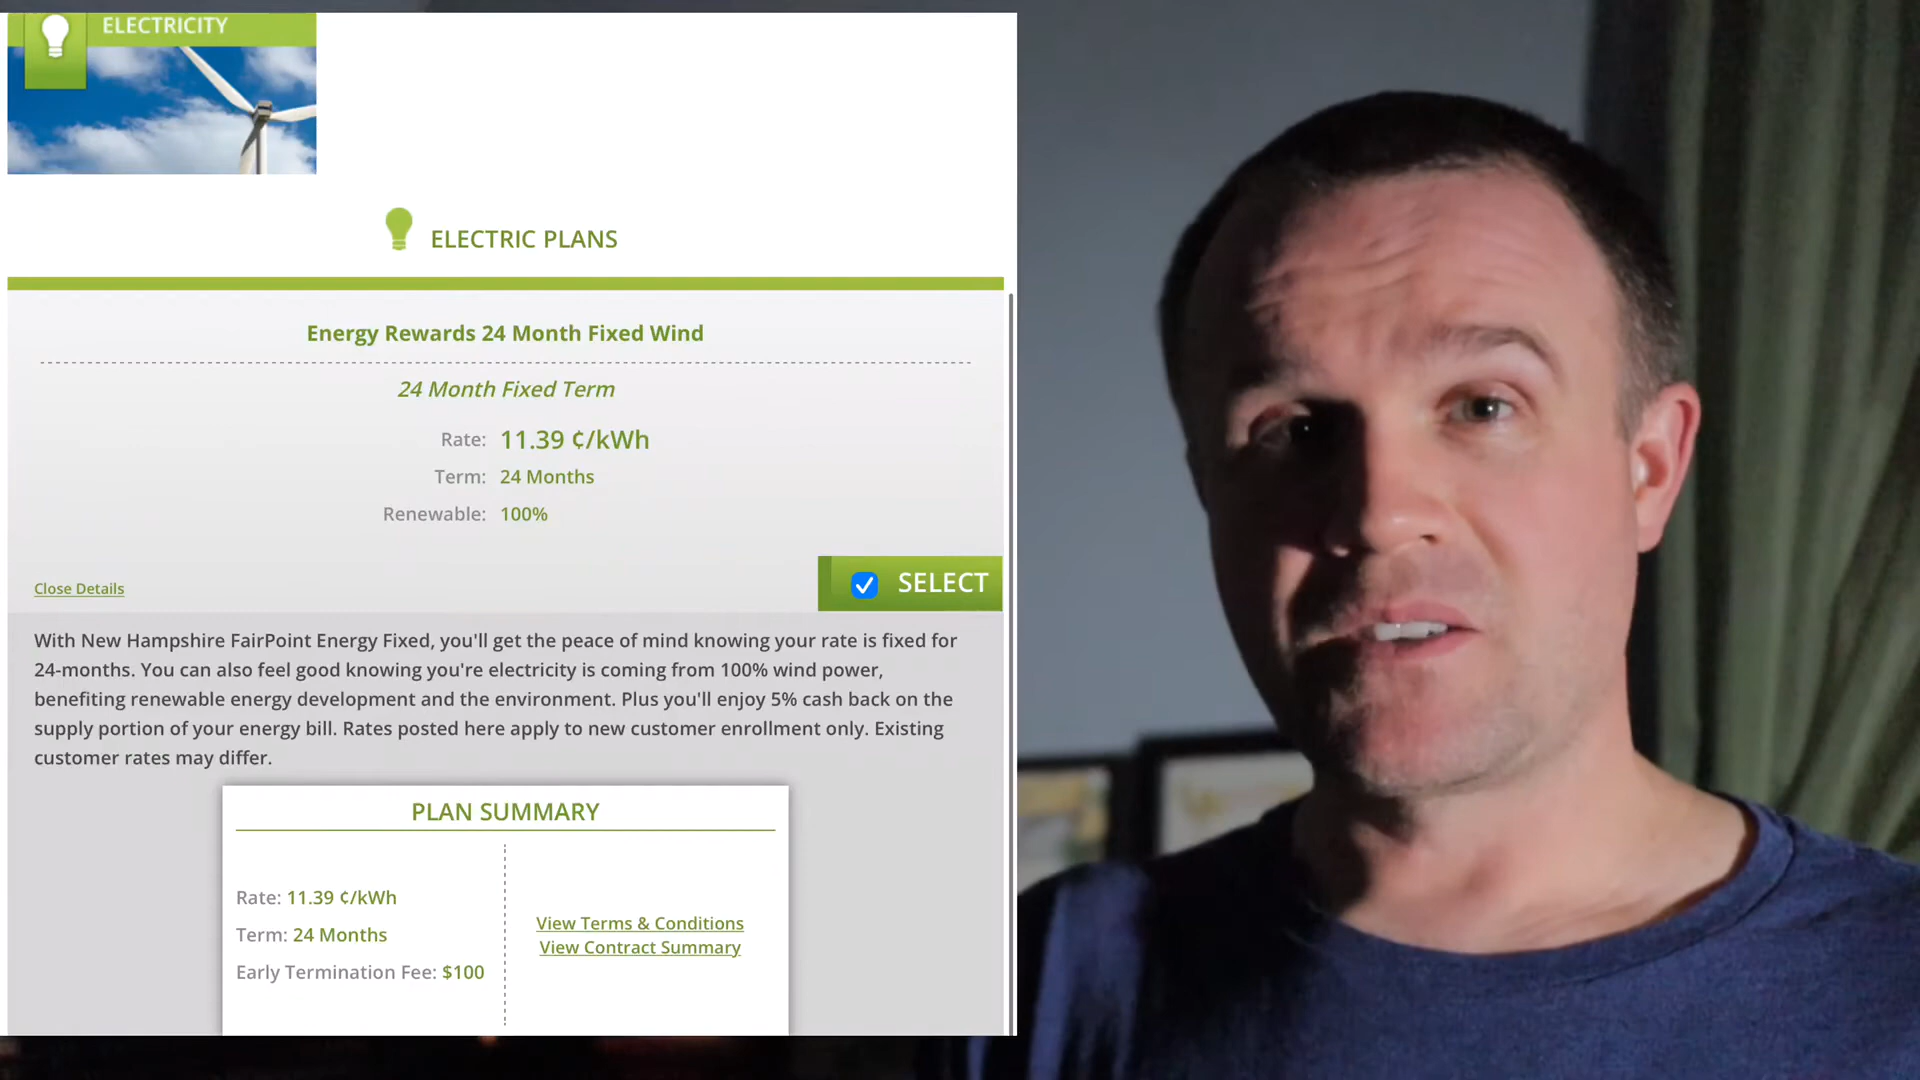 ELECTRICITY
ELECTRIC PLANS
Energy Rewards 24 Month Fixed Wind
24 Month Fixed Term
Rate: 11.39 ¢/kWh
Term: 24 Months
Renewable: 100%
Close Details
SELECT
With New Hampshire FairPoint Energy Fixed, you'll get the peace of mind knowing your rate is fixed for
24-months. You can also feel good knowing you're electricity is coming from 100% wind power,
benefiting renewable energy development and the environment. Plus you'll enjoy 5% cash back on the
supply portion of your energy bill. Rates posted here apply to new customer enrollment only. Existing
customer rates may differ.
PLAN SUMMARY
Rate: 11.39 ¢/kWh
Term: 24 Months
Early Termination Fee: $100
View Terms & Conditions
View Contract Summary